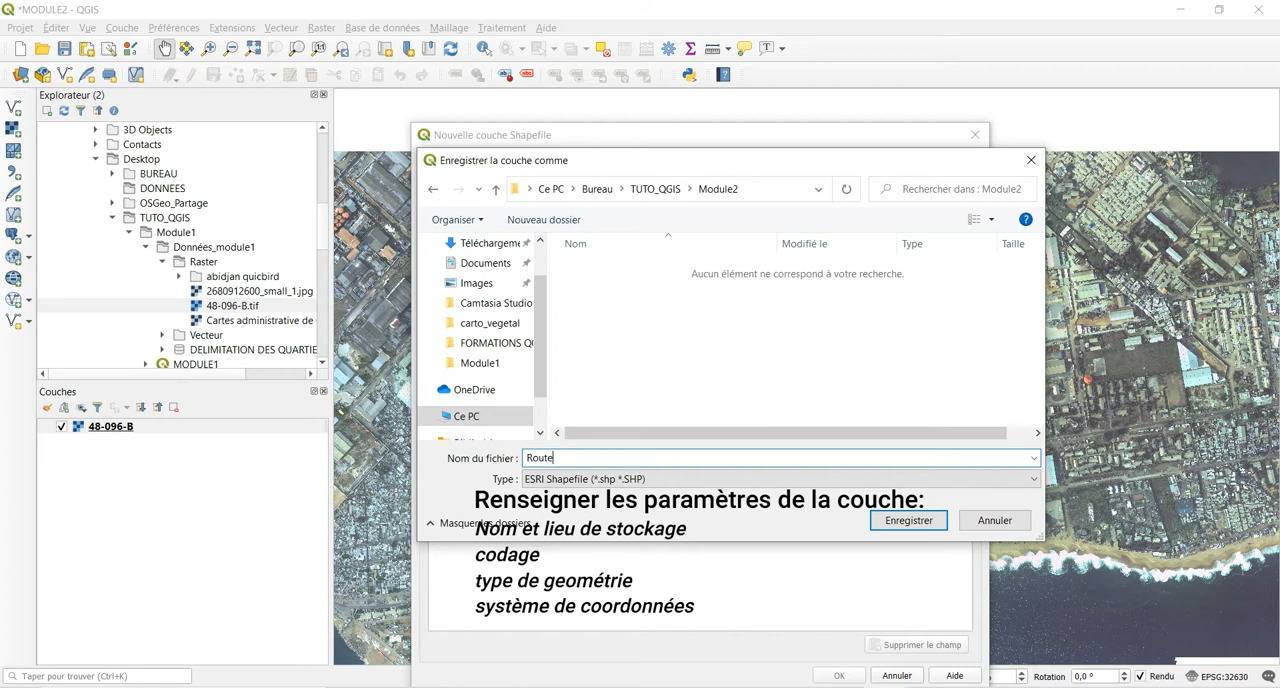 *MODULE2 - QGIS
Projet Éditer Vue Couche Préférences Extensions Vecteur Raster Base de données Maillage Traitement Aide
Explorateur (2)
3D Objects
Contacts
Desktop
BUREAU
DONNEES
OSGeo_Partage
TUTO_QGIS
Module1
Données_module1
Raster
abidjan quicbird
2680912600_small_1.jpg
48-096-B.tif
Cartes administrative de
Vecteur
DELIMITATION DES QUARTIE
MODULE1
Couches
48-096-B
Nouvelle couche Shapefile
Enregistrer la couche comme
Ce PC Bureau TUTO_QGIS Module2
Rechercher dans : Module2
Organiser Nouveau dossier
Téléchargeme
Documents
Images
Camtasia Studio
carto_vegetal
FORMATIONS Q
Module1
OneDrive
Ce PC
Nom Modifié le Type Taille
Aucun élément ne correspond à votre recherche.
Nom du fichier : Route
Type : ESRI Shapefile (*.shp *.SHP)
Masquer les dossiers
Enregistrer Annuler
Renseigner les paramètres de la couche:
Nom et lieu de stockage
codage
type de geométrie
système de coordonnées
Supprimer le champ
OK Annuler Aide
Taper pour trouver (Ctrl+K)
Rotation 0,0 ° Rendu EPSG:32630